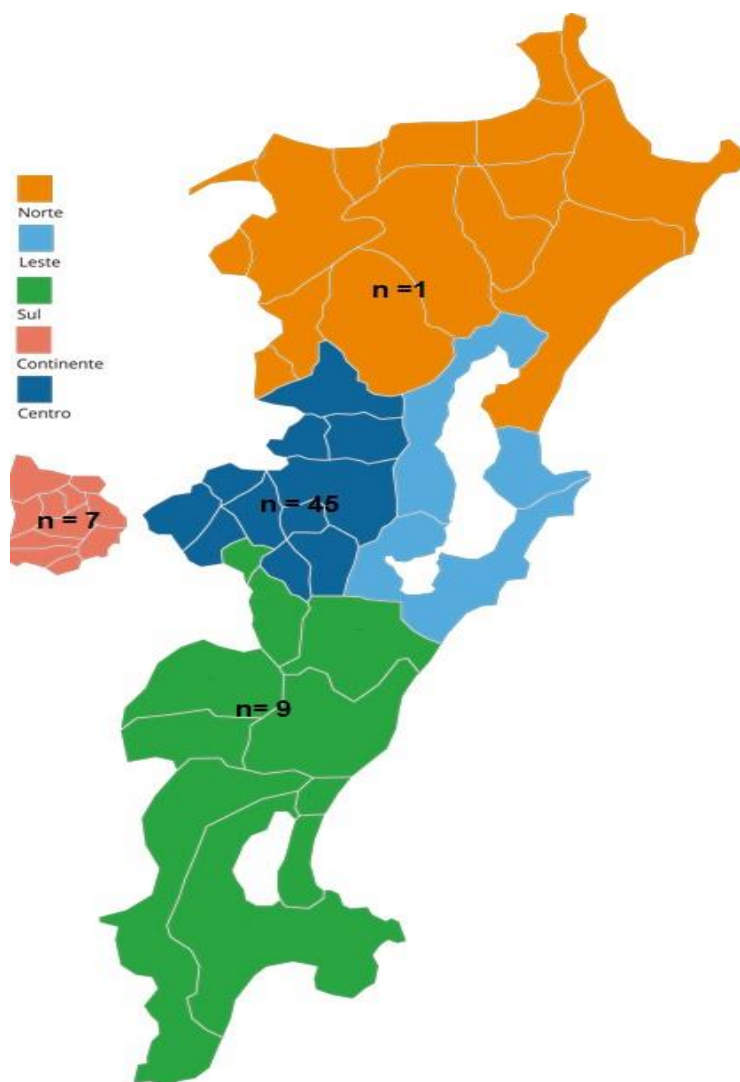 Norte
Leste
Sul
Continente
Centro
n =1
n = 45
n = 7
n= 9